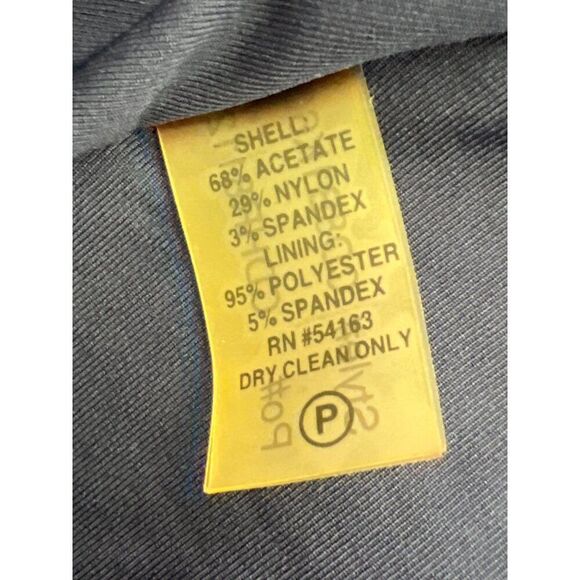 SHELL:
68% ACETATE
29% NYLON
3% SPANDEX
LINING:
95% POLYESTER
5% SPANDEX
RN #54163
DRY CLEAN ONLY
P